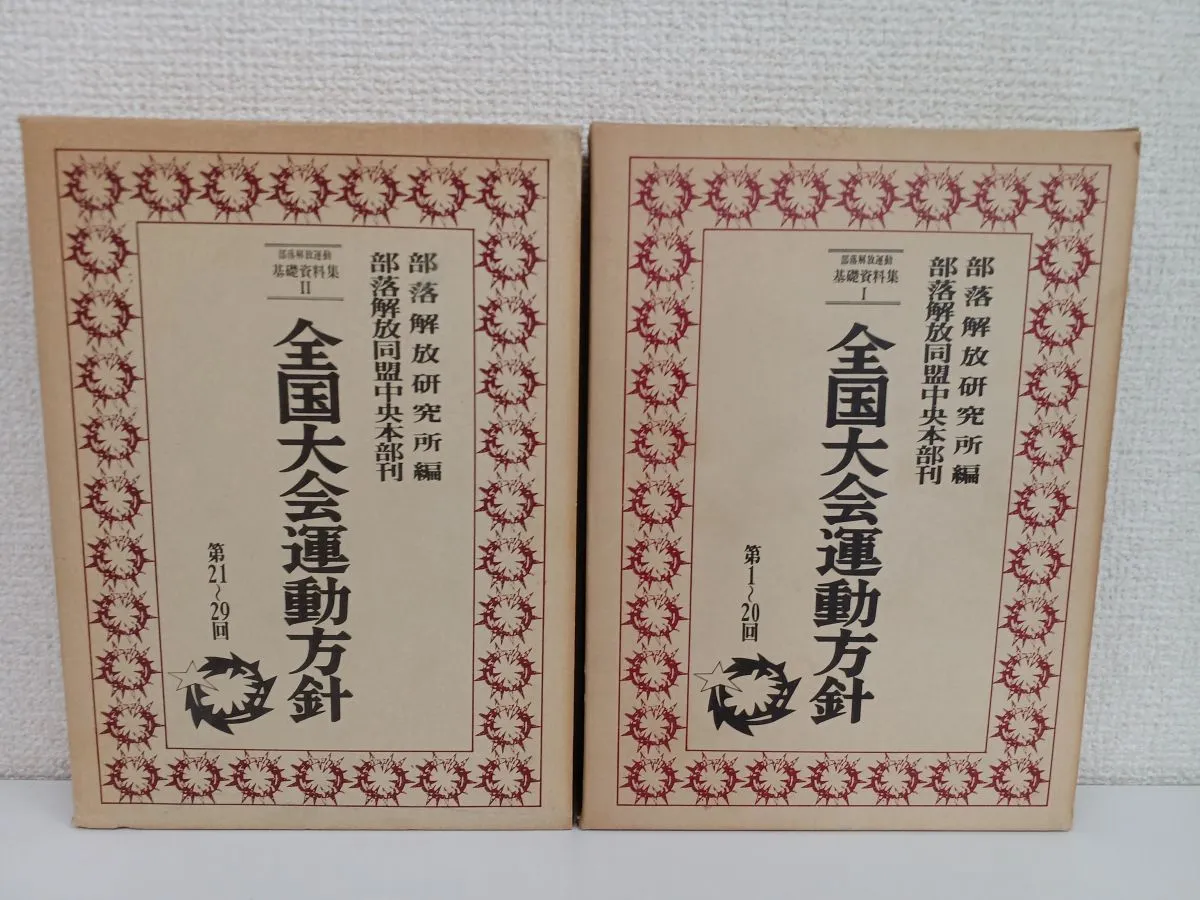 部落解放研究所編
部落解放同盟中央本部刊
部落解放運動
基礎資料集
II
全国大会運動方針
第21〜29回
部落解放研究所編
部落解放同盟中央本部刊
部落解放運動
基礎資料集
I
全国大会運動方針
第1〜20回